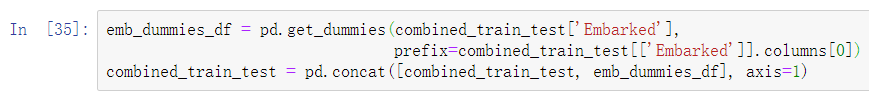 In [35]: emb_dummies_df = pd.get_dummies(combined_train_test['Embarked'],
prefix=combined_train_test[['Embarked']].columns[0])
combined_train_test = pd.concat([combined_train_test, emb_dummies_df], axis=1)